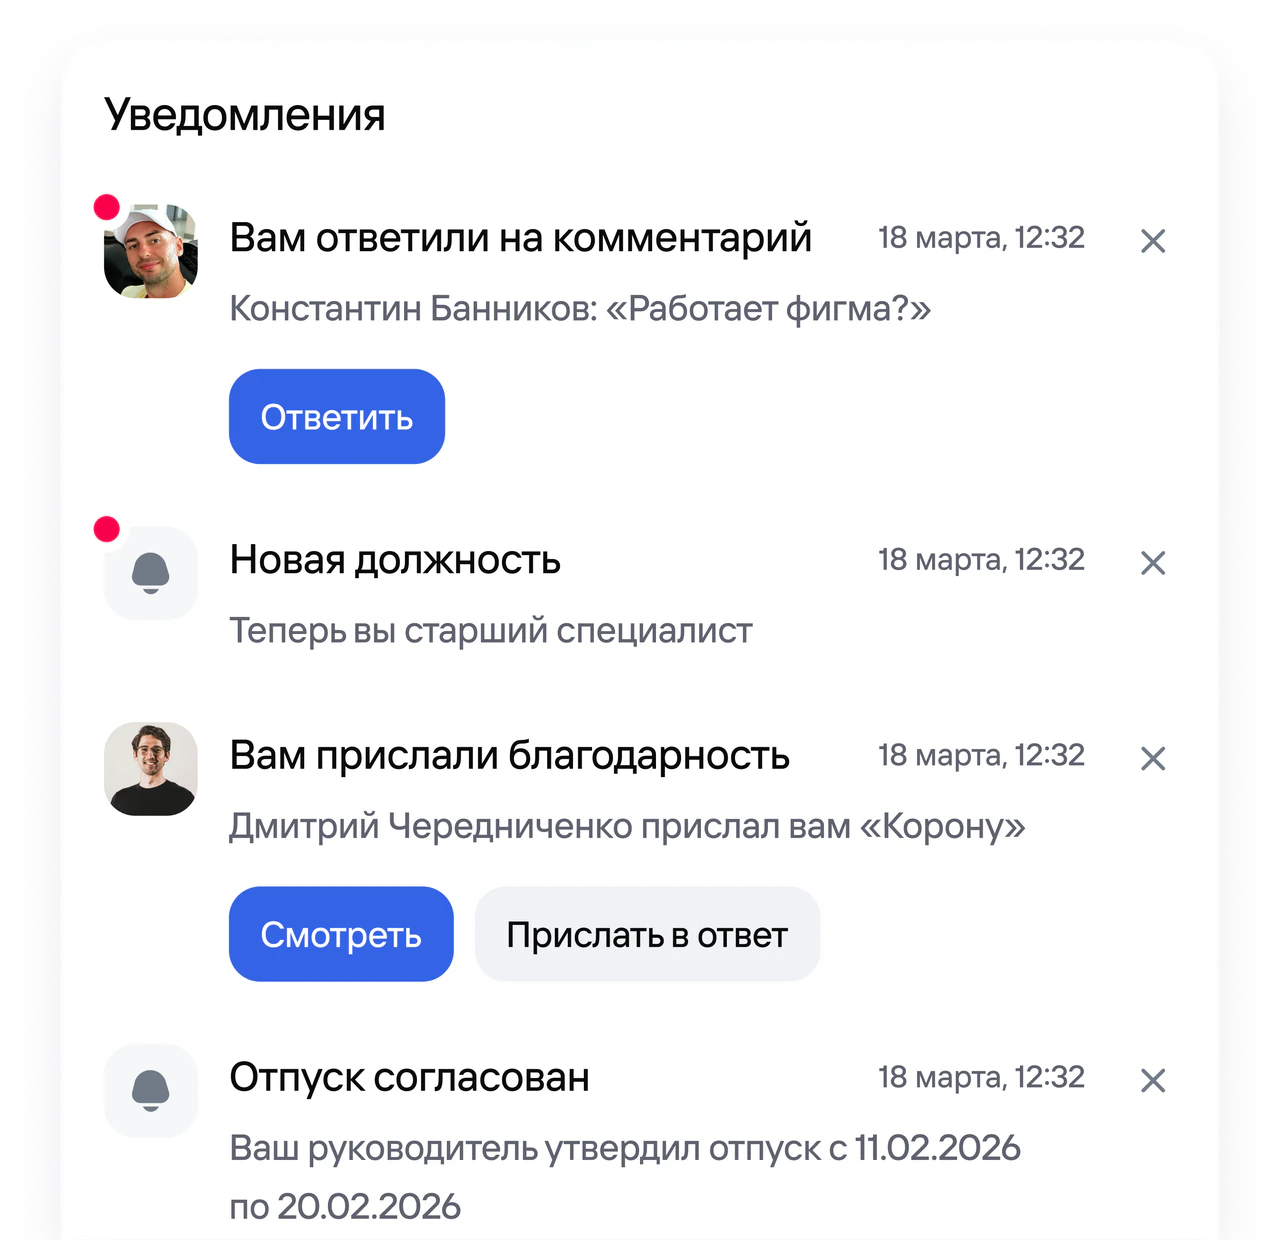 Уведомления
Вам ответили на комментарий 18 марта, 12:32
Константин Банников: «Работает фигма?»
Ответить
Новая должность 18 марта, 12:32
Теперь вы старший специалист
Вам прислали благодарность 18 марта, 12:32
Дмитрий Чередниченко прислал вам «Корону»
Смотреть Прислать в ответ
Отпуск согласован 18 марта, 12:32
Ваш руководитель утвердил отпуск с 11.02.2026
по 20.02.2026